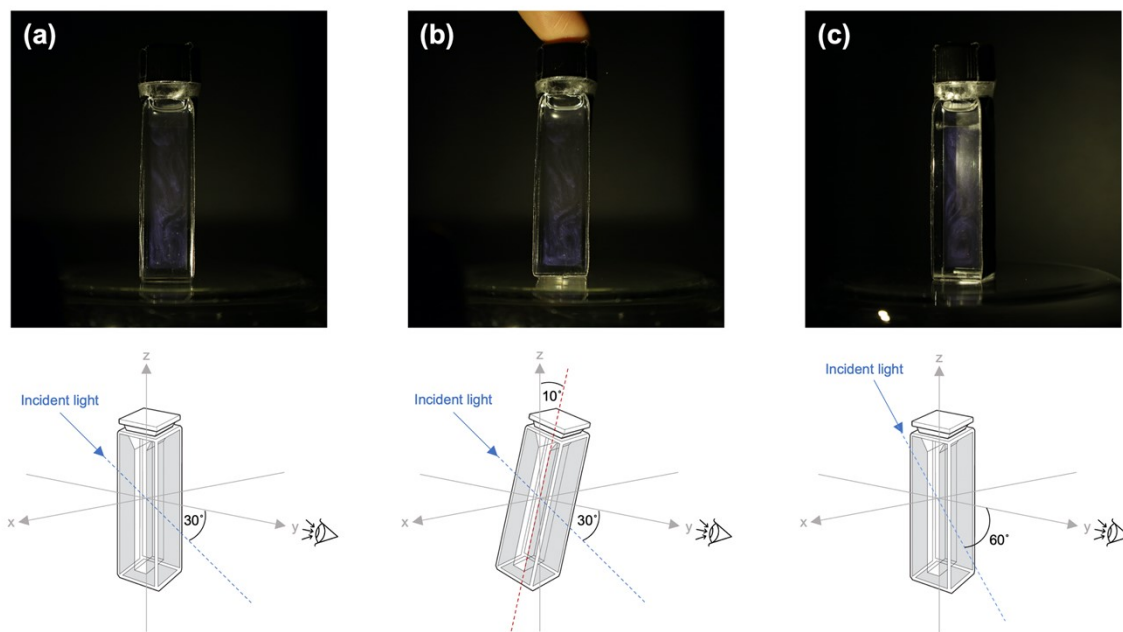 (a)
(b)
(c)
z
Incident light
30°
x
y
z
10°
Incident light
30°
x
y
z
Incident light
60°
x
y